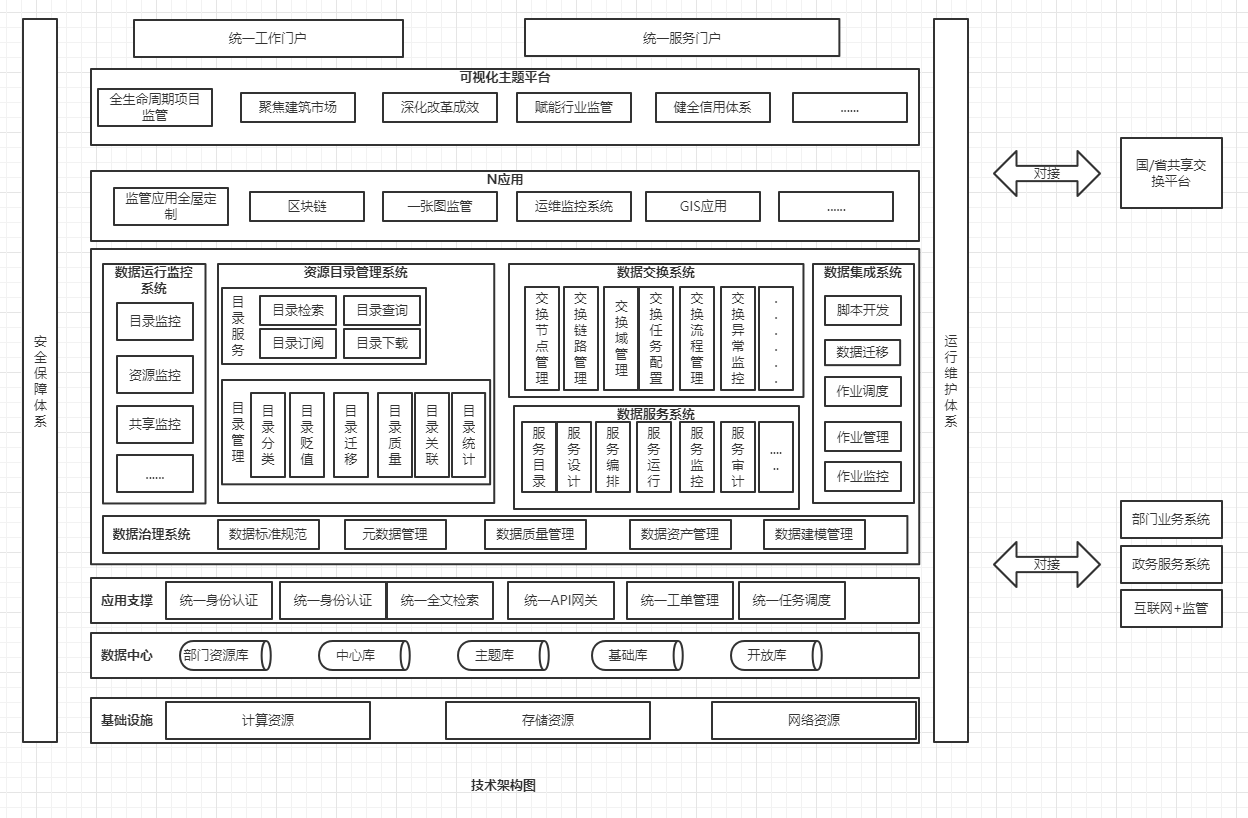 统一工作门户
统一服务门户
可视化主题平台
全生命周期项目
监管
聚焦建筑市场
深化改革成效
赋能行业监管
健全信用体系
......
N应用
监管应用全屋定
制
区块链
一张图监管
运维监控系统
GIS应用
......
安全保障体系
运行维护体系
数据运行监控
系统
目录监控
资源监控
共享监控
......
资源目录管理系统
目录服务
目录检索
目录查询
目录订阅
目录下载
目录管理
目录分类
目录贬值
目录迁移
目录质量
目录关联
目录统计
数据交换系统
交换节点管理
交换链路管理
交换域管理
交换任务配置
交换流程管理
交换异常监控
......
数据服务系统
服务目录
服务设计
服务编排
服务运行
服务监控
服务审计
....
..
数据集成系统
脚本开发
数据迁移
作业调度
作业管理
作业监控
数据治理系统
数据标准规范
元数据管理
数据质量管理
数据资产管理
数据建模管理
应用支撑
统一身份认证
统一身份认证
统一全文检索
统一API网关
统一工单管理
统一任务调度
数据中心
部门资源库
中心库
主题库
基础库
开放库
基础设施
计算资源
存储资源
网络资源
对接
国/省共享交
换平台
对接
部门业务系统
政务服务系统
互联网+监管
技术架构图